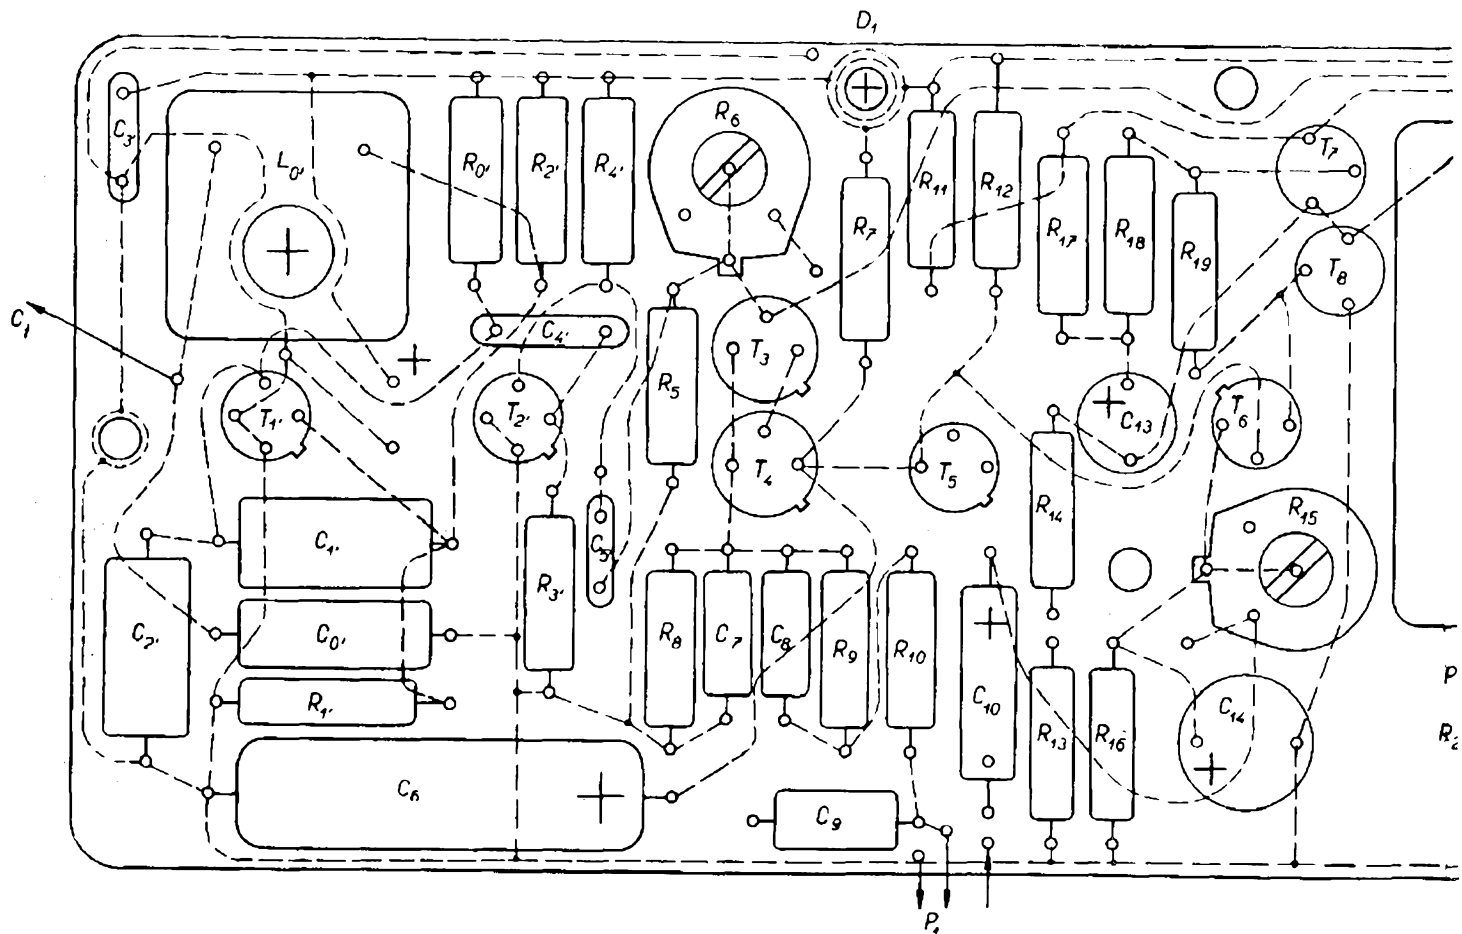 D₁
C₃'
L₀'
R₀'
R₂'
R₄'
R₆
R₇
R₁₁
R₁₂
R₁₇
R₁₈
R₁₉
T₇
T₈
C₁
C₄'
T₃
R₅
T₁'
T₂'
T₄
T₅
C₁₃
T₆
R₁₄
R₁₅
C₁'
C₅'
R₃'
C₂'
C₀'
R₈
C₇
C₈
R₉
R₁₀
R₁'
C₁₀
R₁₃
R₁₆
C₁₄
P
R₂
C₆
C₉
P₁